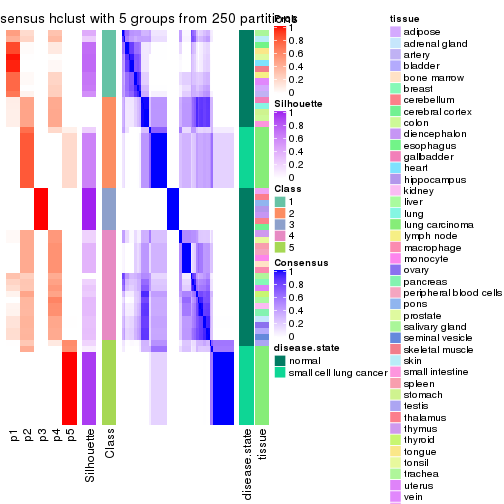 sensus hclust with 5 groups from 250 partitions
p1
p2
p3
p4
p5
Silhouette
Class
disease.state
tissue
1
0.8
0.6
0.4
0.2
0
Silhouette
1
0.8
0.6
0.4
0.2
0
Class
1
2
3
4
5
Consensus
1
0.8
0.6
0.4
0.2
0
disease.state
normal
small cell lung cancer
tissue
adipose
adrenal gland
artery
bladder
bone marrow
breast
cerebellum
cerebral cortex
colon
diencephalon
esophagus
gallbadder
heart
hippocampus
kidney
liver
lung
lung carcinoma
lymph node
macrophage
monocyte
ovary
pancreas
peripheral blood cells
pons
prostate
salivary gland
seminal vesicle
skeletal muscle
skin
small intestine
spleen
stomach
testis
thalamus
thymus
thyroid
tongue
tonsil
trachea
uterus
vein